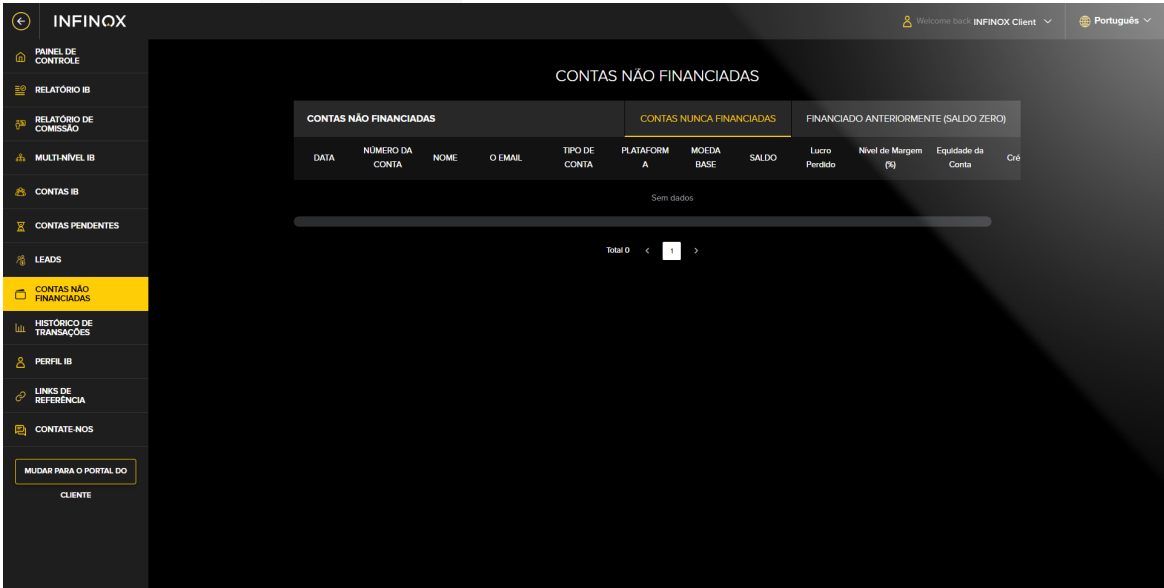 INFINOX
Welcome back INFINOX Client
Português
PAINEL DE
CONTROLE
RELATÓRIO IB
RELATÓRIO DE
COMISSÃO
MULTI-NÍVEL IB
CONTAS IB
CONTAS PENDENTES
LEADS
CONTAS NÃO
FINANCIADAS
HISTÓRICO DE
TRANSAÇÕES
PERFIL IB
LINKS DE
REFERÊNCIA
CONTATE-NOS
MUDAR PARA O PORTAL DO
CLIENTE
CONTAS NÃO FINANCIADAS
CONTAS NÃO FINANCIADAS
CONTAS NUNCA FINANCIADAS
FINANCIADO ANTERIORMENTE (SALDO ZERO)
DATA
NÚMERO DA
CONTA
NOME
O EMAIL
TIPO DE
CONTA
PLATAFORM
A
MOEDA
BASE
SALDO
Lucro
Perdido
Nível de Margem
(%)
Equidade da
Conta
Cré
Sem dados
Total 0 < 1 >